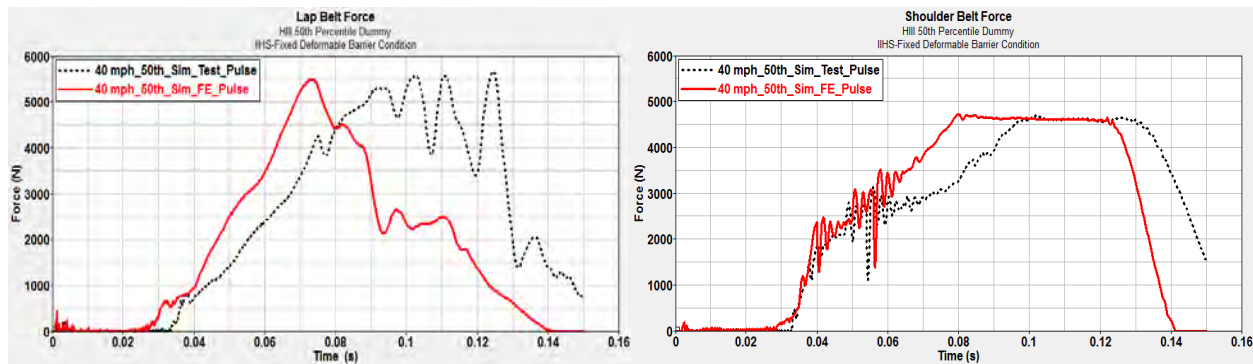 Lap Belt Force
HIII 50th Percentile Dummy
IIHS-Fixed Deformable Barrier Condition
6000
5000
4000
3000
2000
1000
0
Force (N)
40 mph_50th_Sim_Test_Pulse
40 mph_50th_Sim_FE_Pulse
0 0.02 0.04 0.06 0.08 0.1 0.12 0.14 0.16
Time (s)
Shoulder Belt Force
HIII 50th Percentile Dummy
IIHS-Fixed Deformable Barrier Condition
6000
5000
4000
3000
2000
1000
0
Force (N)
40 mph_50th_Sim_Test_Pulse
40 mph_50th_Sim_FE_Pulse
0 0.02 0.04 0.06 0.08 0.1 0.12 0.14 0.16
Time (s)